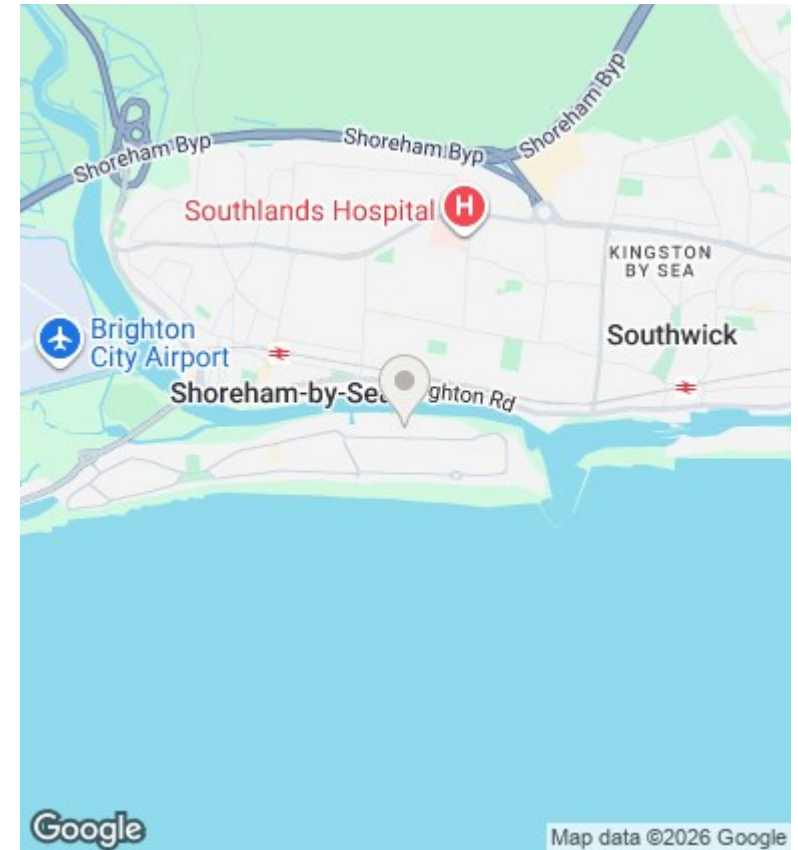 Shoreham Byp
Shoreham Byp
Shoreham Byp
Southlands Hospital
H
KINGSTON
BY SEA
Brighton
City Airport
Southwick
Shoreham-by-Sea
ghton Rd
Google
Map data ©2026 Google